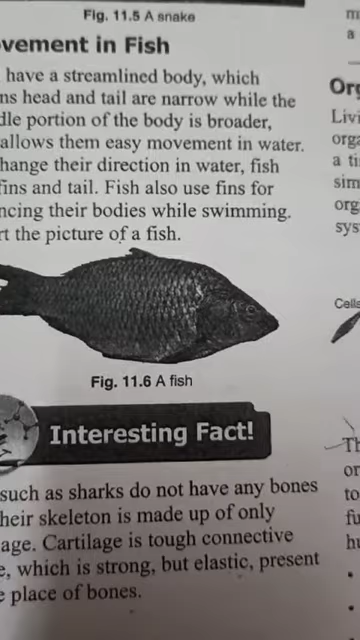 Fig. 11.5 A snake
vement in Fish
have a streamlined body, which
ns head and tail are narrow while the
dle portion of the body is broader,
allows them easy movement in water.
hange their direction in water, fish
fins and tail. Fish also use fins for
ncing their bodies while swimming.
rt the picture of a fish.
Fig. 11.6 A fish
Interesting Fact!
such as sharks do not have any bones
heir skeleton is made up of only
age. Cartilage is tough connective
e, which is strong, but elastic, present
e place of bones.
a
Org
Livi
orga
a ti
sim
org
sys
Cells
Th
or
to
fu
hu